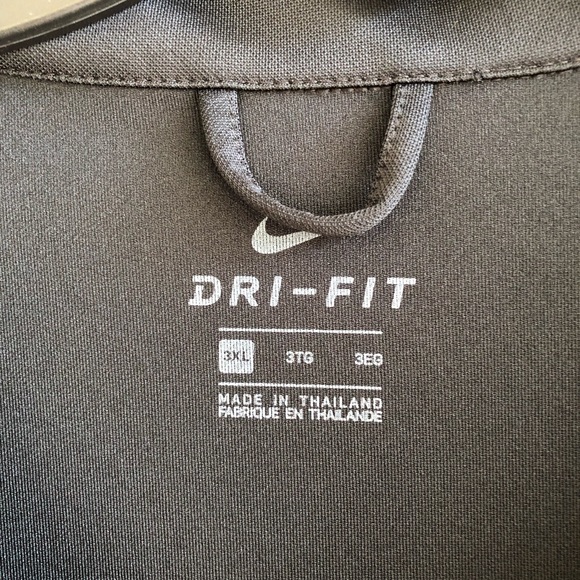 DRI-FIT
3XL 3TG 3EG
MADE IN THAILAND
FABRIQUE EN THAILANDE